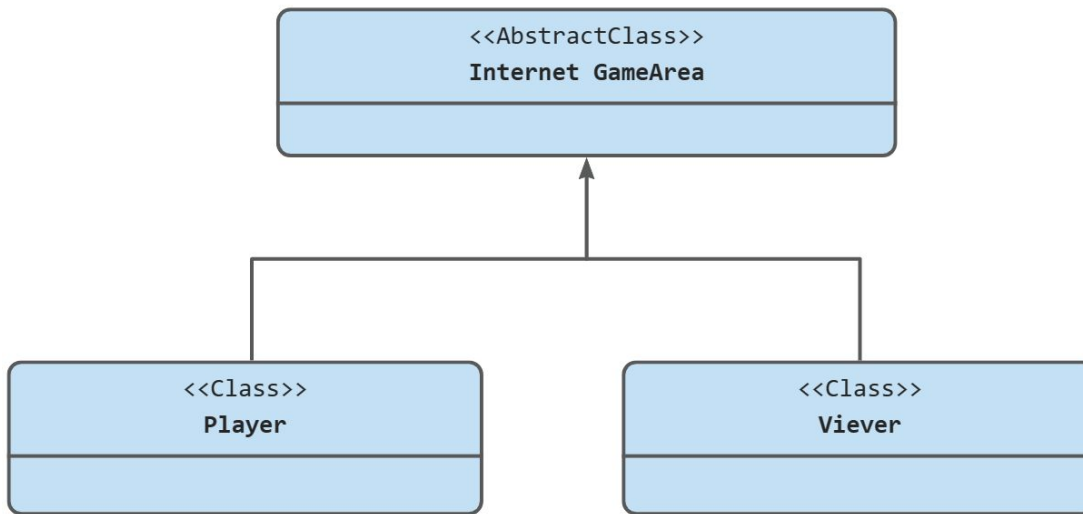 <<AbstractClass>>
Internet GameArea
<<Class>>
Player
<<Class>>
Viever